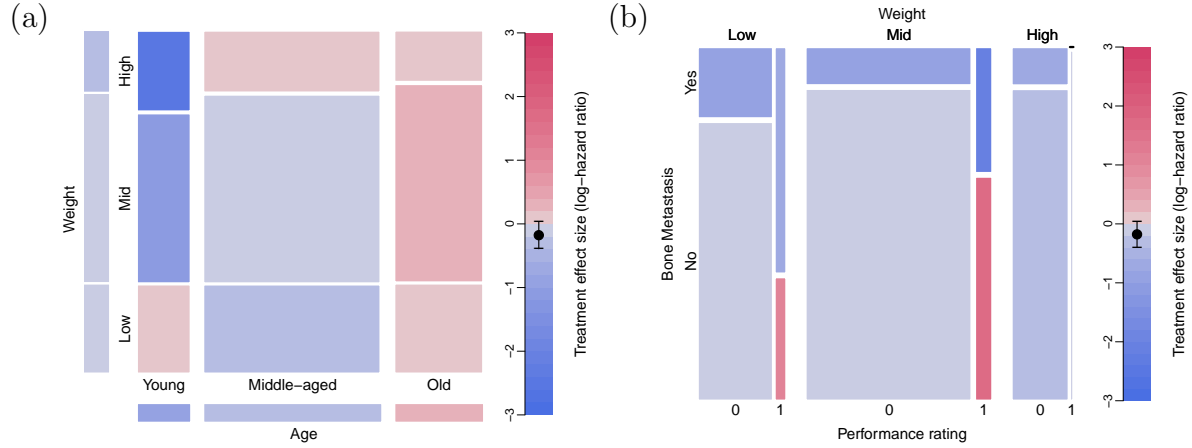 (a)
High
Mid
Low
Weight
Young
Middle-aged
Old
Age
3
2
1
0
−1
−2
−3
Treatment effect size (log−hazard ratio)
(b)
Weight
Low
Mid
High
Yes
No
Bone Metastasis
0
1
0
1
0
1
Performance rating
3
2
1
0
−1
−2
−3
Treatment effect size (log−hazard ratio)